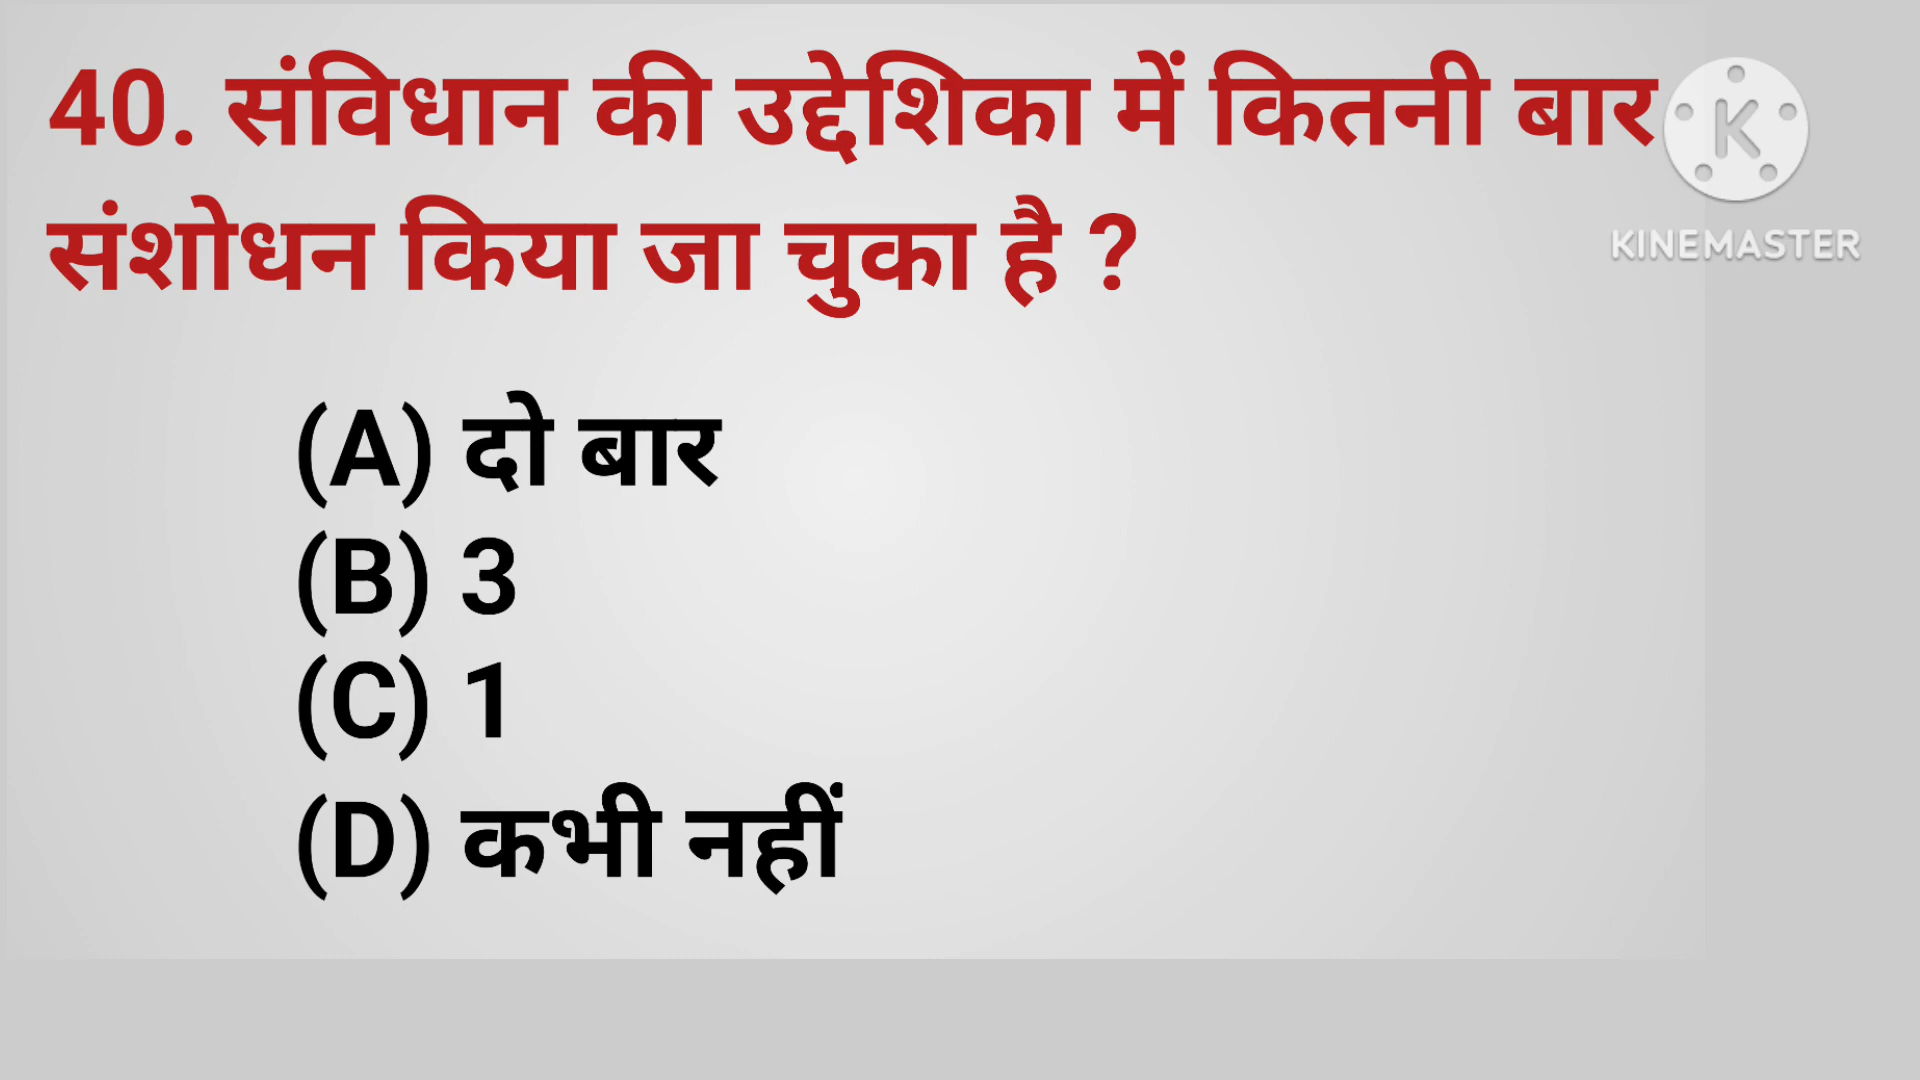 40. संविधान की उद्देशिका में कितनी बार
संशोधन किया जा चुका है ?
K
KINEMASTER
(A) दो बार
(B) 3
(C) 1
(D) कभी नहीं